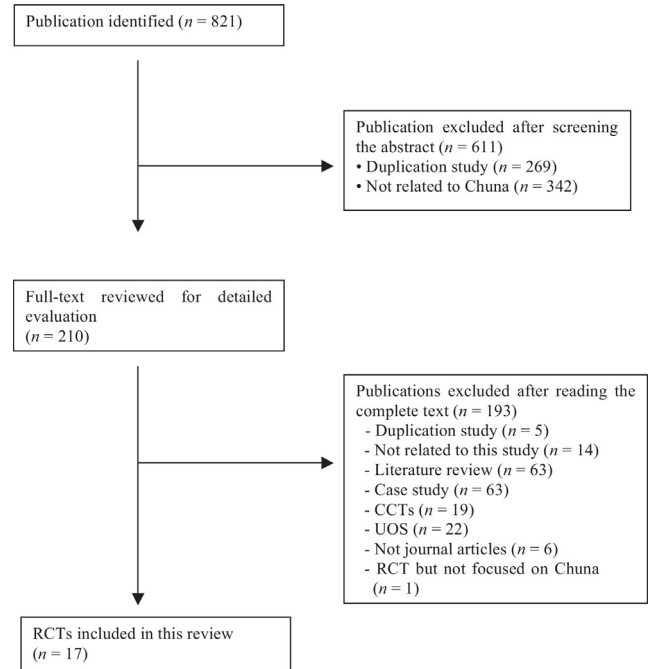 Publication identified (n = 821)
Publication excluded after screening
the abstract (n = 611)
• Duplication study (n = 269)
• Not related to Chuna (n = 342)
Full-text reviewed for detailed
evaluation
(n = 210)
Publications excluded after reading the
complete text (n = 193)
- Duplication study (n = 5)
- Not related to this study (n = 14)
- Literature review (n = 63)
- Case study (n = 63)
- CCTs (n = 19)
- UOS (n = 22)
- Not journal articles (n = 6)
- RCT but not focused on Chuna
(n = 1)
RCTs included in this review
(n = 17)